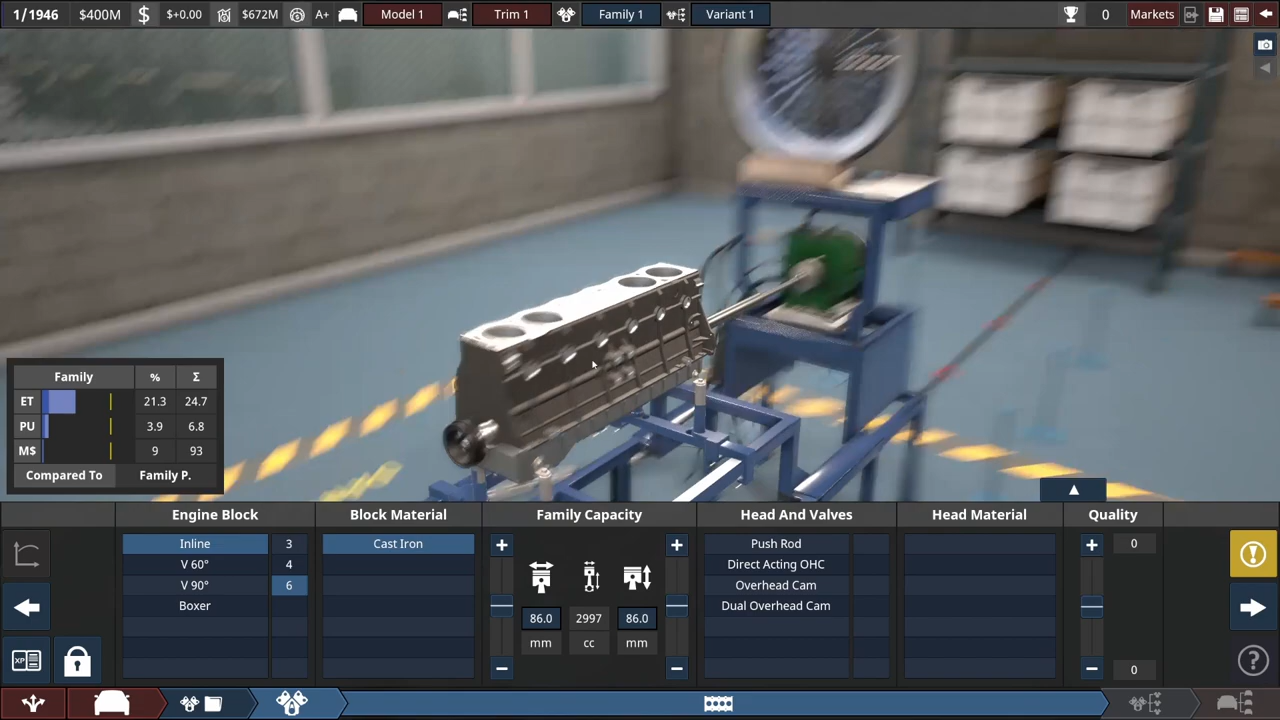 1/1946 $400M $ $+0.00 $672M A+ Model 1 Trim 1 Family 1 Variant 1 0 Markets
Family % Σ
ET 21.3 24.7
PU 3.9 6.8
M$ 9 93
Compared To Family P.
Engine Block Block Material Family Capacity Head And Valves Head Material Quality
Inline 3 Cast Iron + + Push Rod + 0
V 60° 4 Direct Acting OHC
V 90° 6 Overhead Cam
Boxer Dual Overhead Cam
86.0 2997 86.0
mm cc mm
XP - - - 0 ?